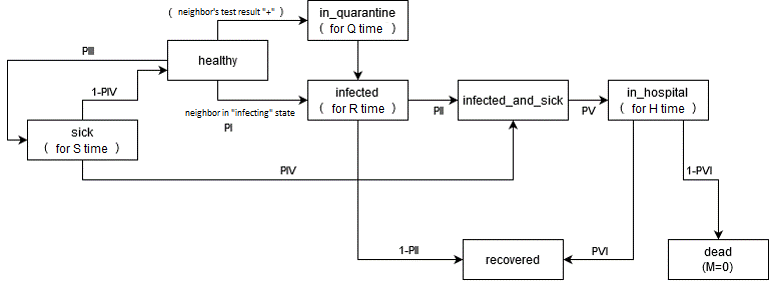 ( neighbor's test result "+" )
in_quarantine
( for Q time )
PIII
healthy
1-PIV
neighbor in "infecting" state
PI
infected
( for R time )
PII
infected_and_sick
PV
in_hospital
( for H time )
sick
( for S time )
PIV
1-PVI
1-PII
recovered
PVI
dead
(M=0)